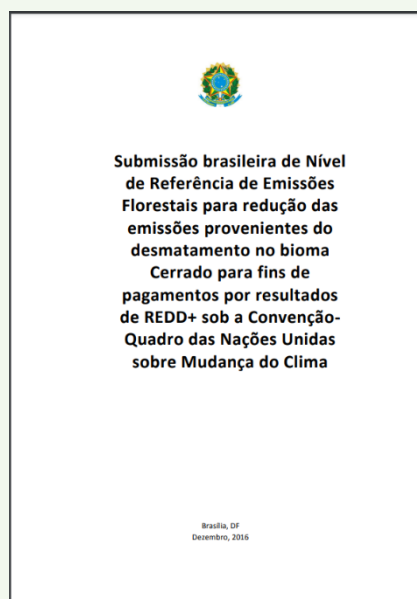 Submissão brasileira de Nível
de Referência de Emissões
Florestais para redução das
emissões provenientes do
desmatamento no bioma
Cerrado para fins de
pagamentos por resultados
de REDD+ sob a Convenção-
Quadro das Nações Unidas
sobre Mudança do Clima
Brasília, DF
Dezembro, 2016